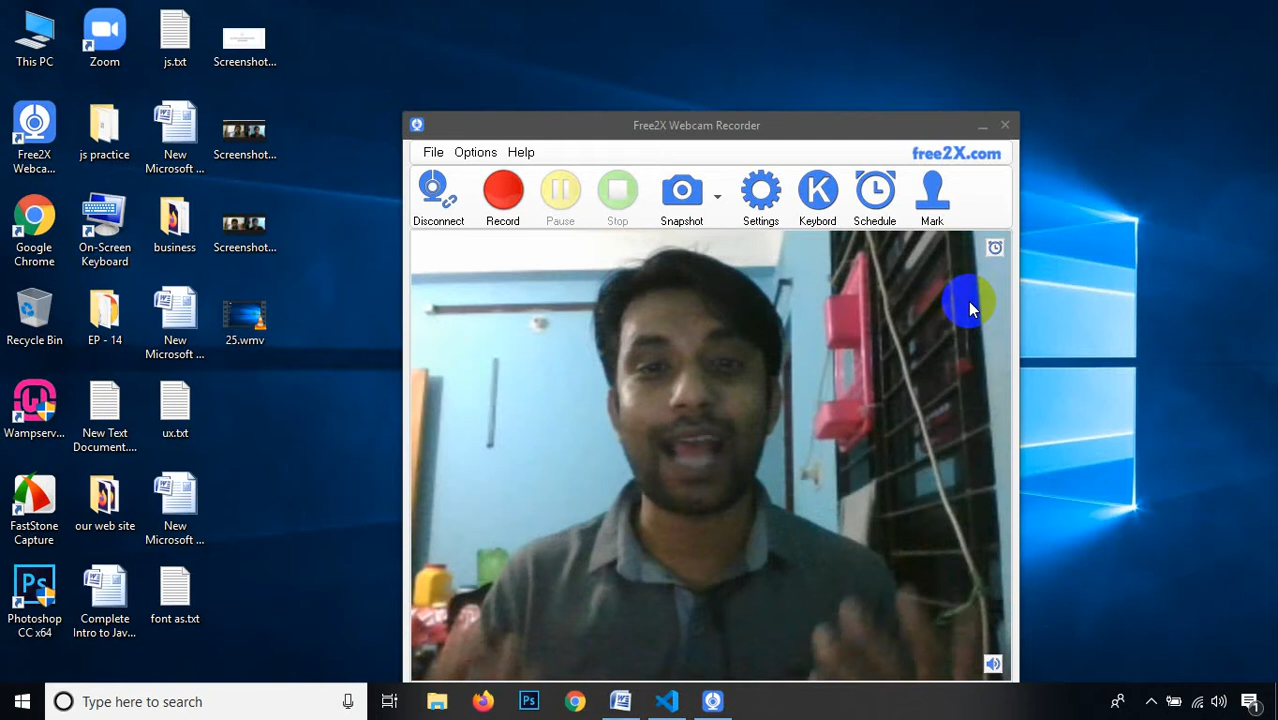 This PC
Zoom
js.txt
Screenshot...
Free2X
Webca...
js practice
New
Microsoft ...
Screenshot...
Google
Chrome
On-Screen
Keyboard
business
Screenshot...
Recycle Bin
EP - 14
New
Microsoft ...
25.wmv
Wampserv...
New Text
Document....
ux.txt
FastStone
Capture
our web site
New
Microsoft ...
Photoshop
CC x64
Complete
Intro to Jav...
font as.txt
Free2X Webcam Recorder
File Options Help
free2X.com
Disconnect Record Pause Stop Snapshot Settings Keybord Schedule Mark
Type here to search